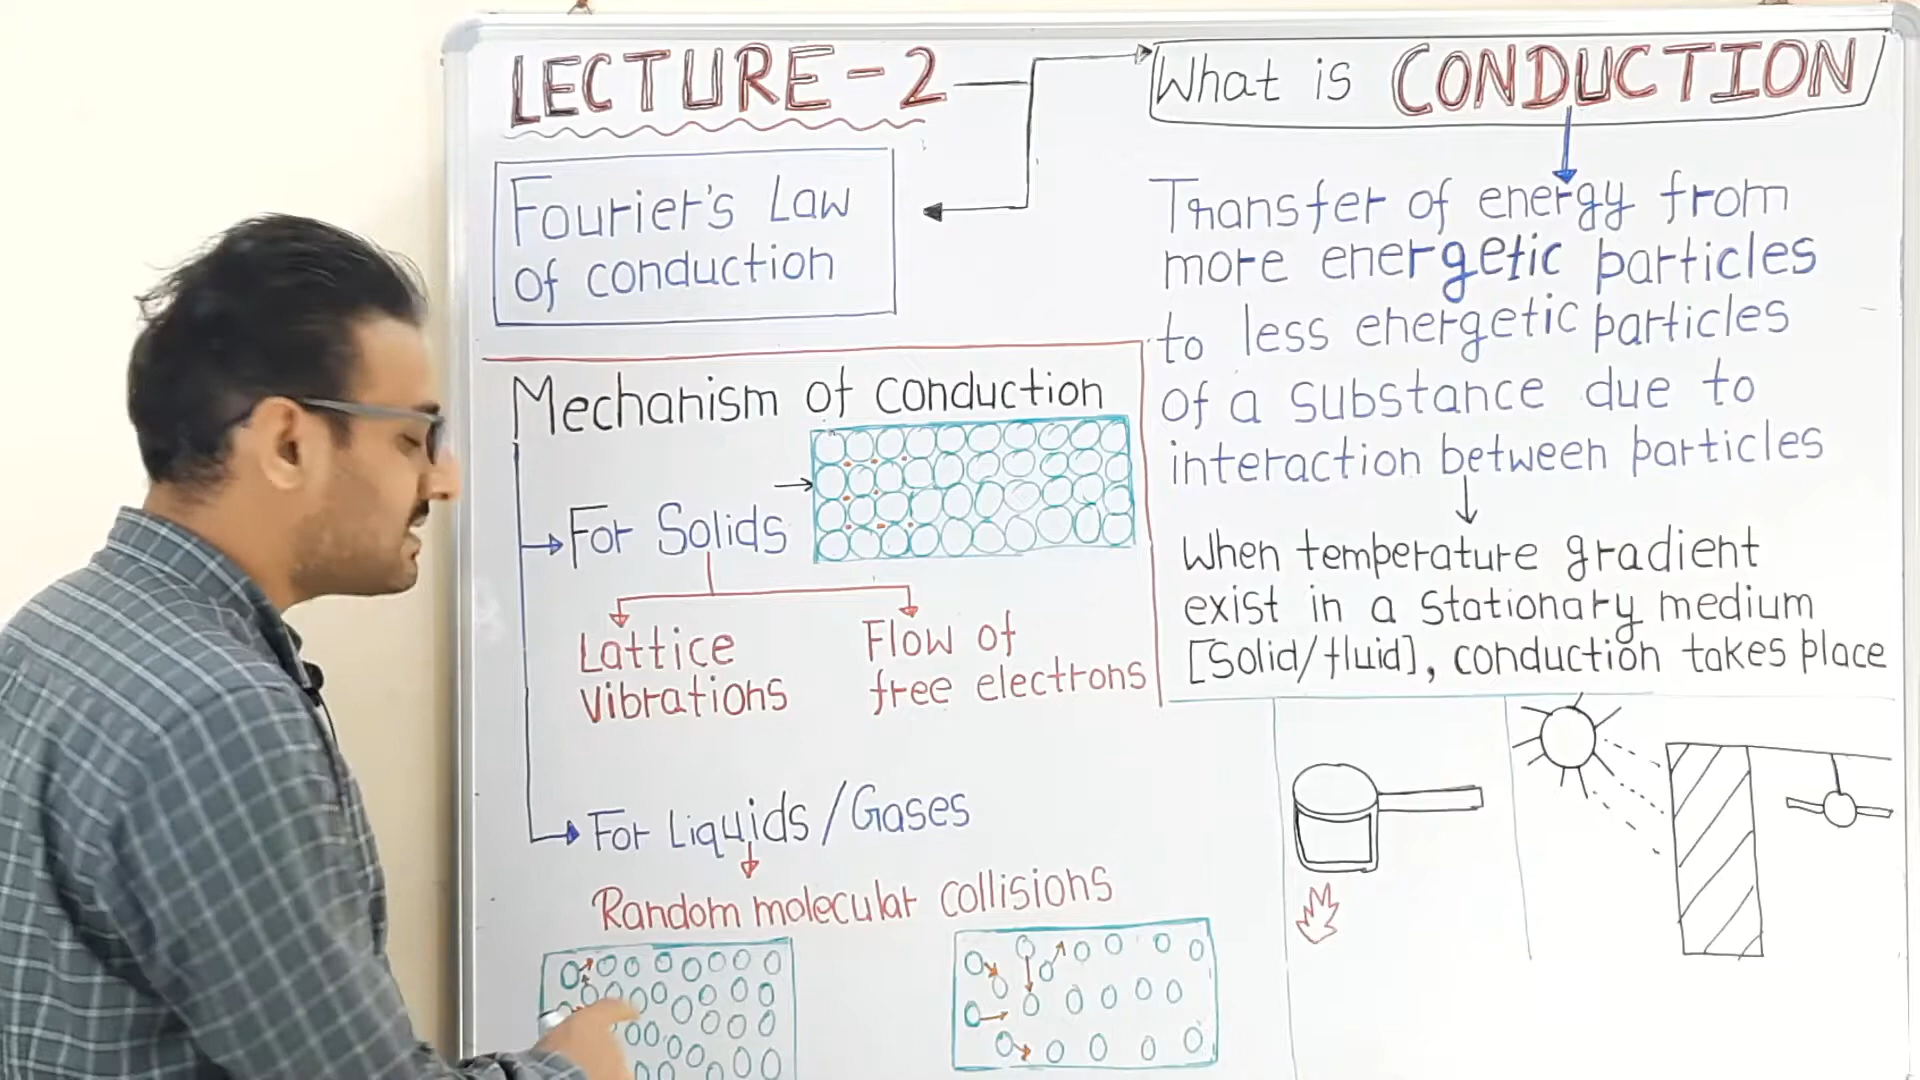 LECTURE-2
What is CONDUCTION
Fourier's Law
of conduction
Transfer of energy from
more energetic particles
to less energetic particles
of a substance due to
interaction between particles
When temperature gradient
exist in a stationary medium
[Solid/fluid], conduction takes place
Mechanism of conduction
For Solids
Lattice
Vibrations
Flow of
free electrons
For Liquids/Gases
Random molecular collisions